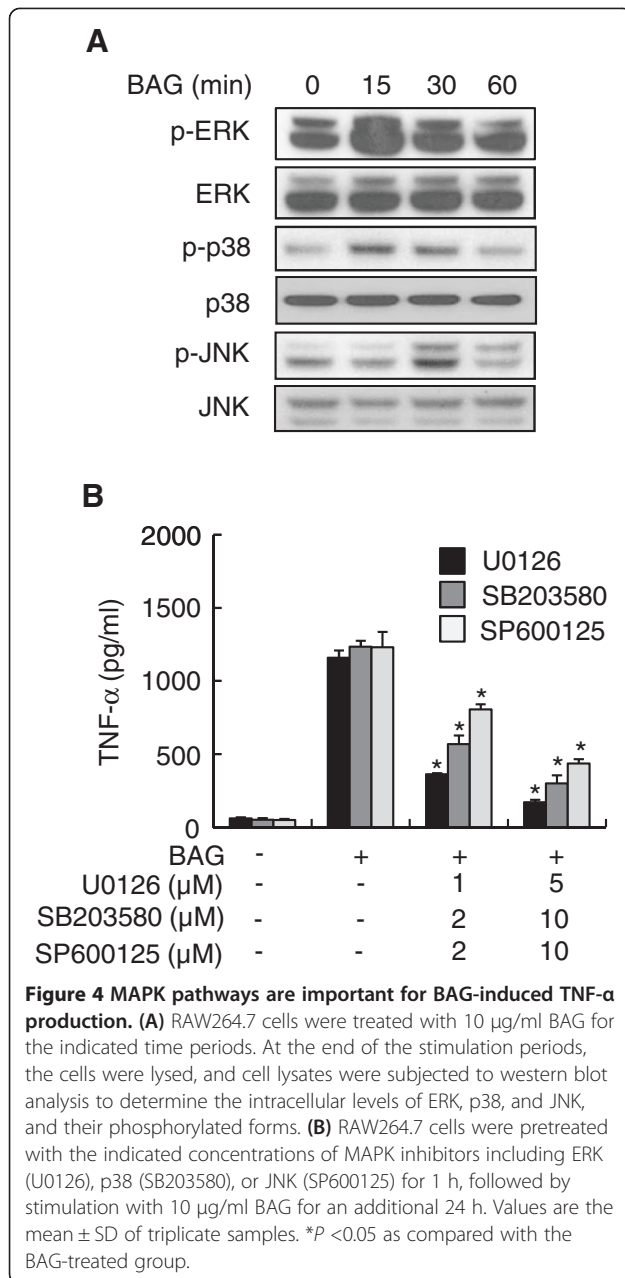 A
BAG (min) 0 15 30 60
p-ERK
ERK
p-p38
p38
p-JNK
JNK
B
2000
1500
1000
500
0
TNF-α (pg/ml)
U0126
SB203580
SP600125
* * *
* * *
BAG - + + +
U0126 (µM) - - 1 5
SB203580 (µM) - - 2 10
SP600125 (µM) - - 2 10
Figure 4 MAPK pathways are important for BAG-induced TNF-α
production. (A) RAW264.7 cells were treated with 10 µg/ml BAG for
the indicated time periods. At the end of the stimulation periods,
the cells were lysed, and cell lysates were subjected to western blot
analysis to determine the intracellular levels of ERK, p38, and JNK,
and their phosphorylated forms. (B) RAW264.7 cells were pretreated
with the indicated concentrations of MAPK inhibitors including ERK
(U0126), p38 (SB203580), or JNK (SP600125) for 1 h, followed by
stimulation with 10 µg/ml BAG for an additional 24 h. Values are the
mean ± SD of triplicate samples. *P <0.05 as compared with the
BAG-treated group.